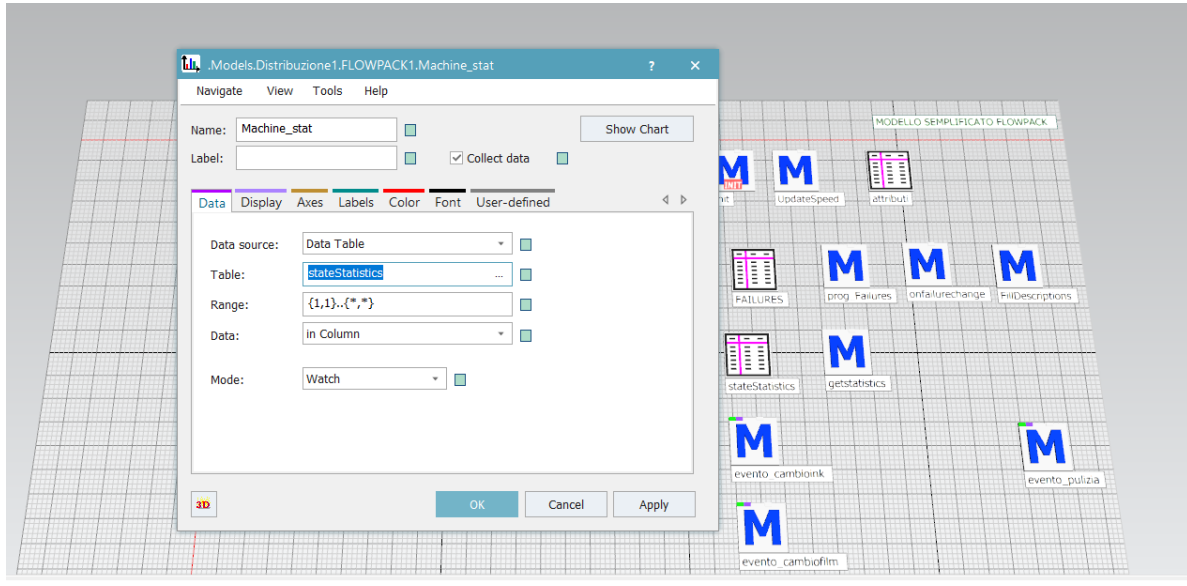 .Models.Distribuzione1.FLOWPACK1.Machine_stat ? ×
Navigate View Tools Help
Name: Machine_stat
Show Chart
Label:
Collect data
Data Display Axes Labels Color Font User-defined
Data source: Data Table
Table: stateStatistics ...
Range: {1,1}..{*,*}
Data: in Column
Mode: Watch
3D
OK Cancel Apply
MODELLO SEMPLIFICATO FLOWPACK
M M
INIT
UpdateSpeed attributi
M M M
FAILURES prog_Failures onfailurechange FillDescriptions
M
stateStatistics getstatistics
M M
evento_cambioink evento_pulizia
M
evento_cambiofilm